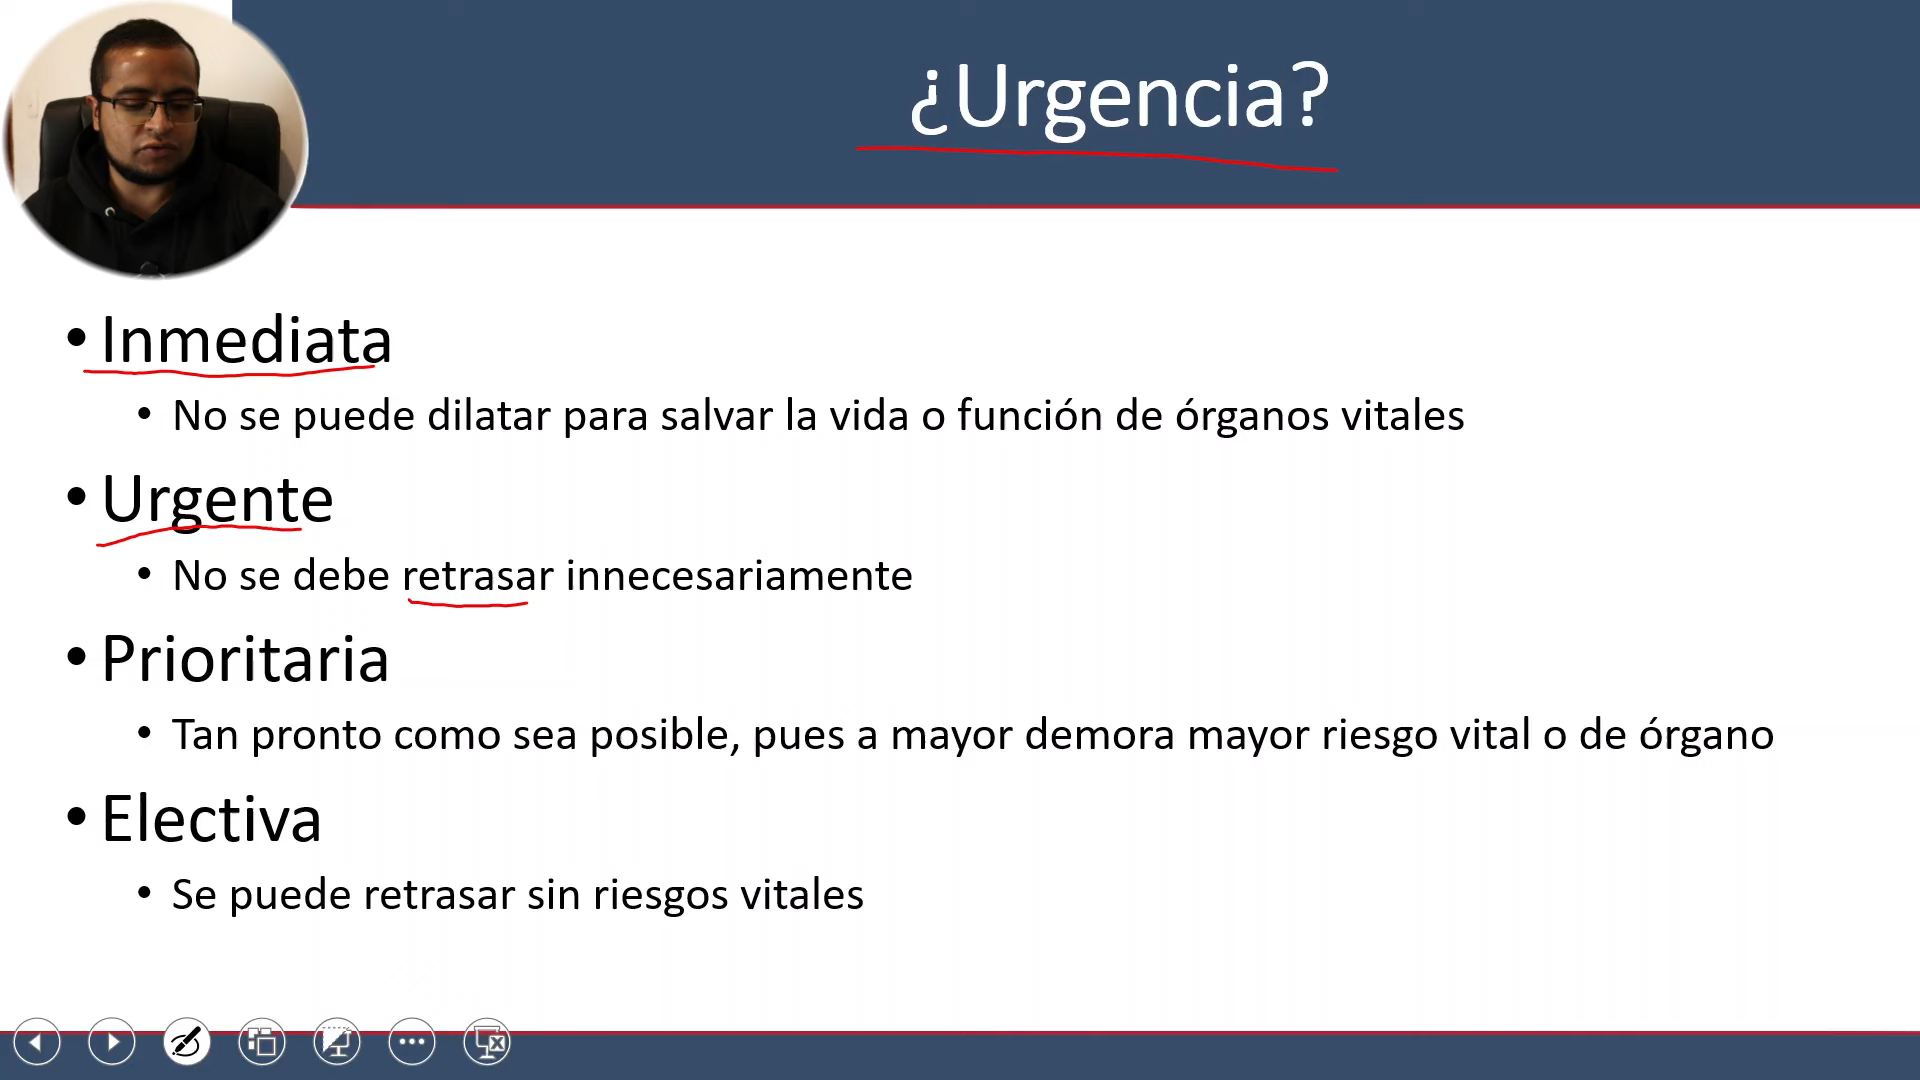 ¿Urgencia?
• Inmediata
• No se puede dilatar para salvar la vida o función de órganos vitales
• Urgente
• No se debe retrasar innecesariamente
• Prioritaria
• Tan pronto como sea posible, pues a mayor demora mayor riesgo vital o de órgano
• Electiva
• Se puede retrasar sin riesgos vitales